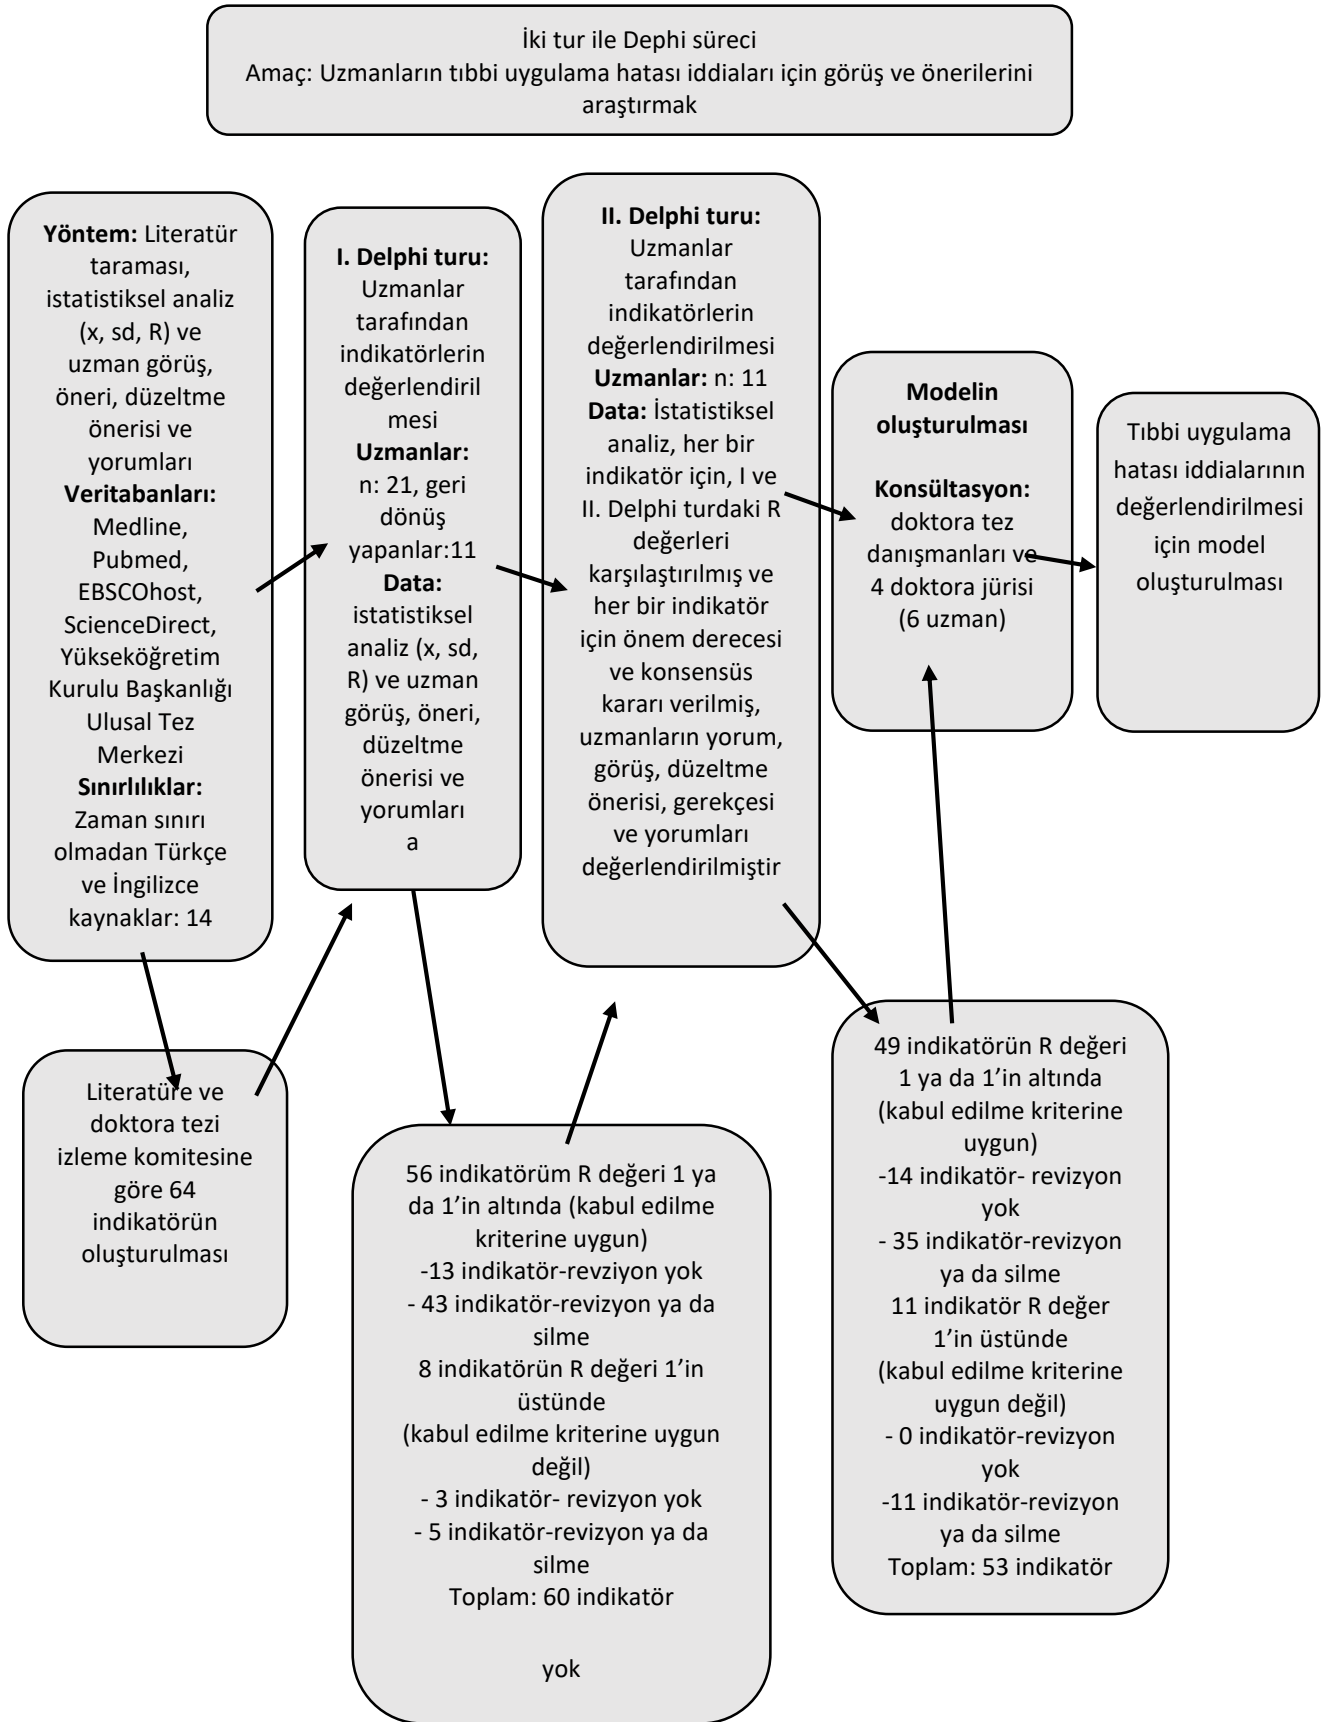 İki tur ile Dephi süreci
Amaç: Uzmanların tıbbi uygulama hatası iddiaları için görüş ve önerilerini
araştırmak
Yöntem: Literatür
taraması,
istatistiksel analiz
(x, sd, R) ve
uzman görüş,
öneri, düzeltme
önerisi ve
yorumları
Veritabanları:
Medline,
Pubmed,
EBSCOhost,
ScienceDirect,
Yükseköğretim
Kurulu Başkanlığı
Ulusal Tez
Merkezi
Sınırlılıklar:
Zaman sınırı
olmadan Türkçe
ve İngilizce
kaynaklar: 14
I. Delphi turu:
Uzmanlar
tarafından
indikatörlerin
değerlendiril
mesi
Uzmanlar:
n: 21, geri
dönüş
yapanlar:11
Data:
istatistiksel
analiz (x, sd,
R) ve uzman
görüş, öneri,
düzeltme
önerisi ve
yorumları
a
II. Delphi turu:
Uzmanlar
tarafından
indikatörlerin
değerlendirilmesi
Uzmanlar: n: 11
Data: İstatistiksel
analiz, her bir
indikatör için, I ve
II. Delphi turdaki R
değerleri
karşılaştırılmış ve
her bir indikatör
için önem derecesi
ve konsensüs
kararı verilmiş,
uzmanların yorum,
görüş, düzeltme
önerisi, gerekçesi
ve yorumları
değerlendirilmiştir
Modelin
oluşturulması
Konsültasyon:
doktora tez
danışmanları ve
4 doktora jürisi
(6 uzman)
Tıbbi uygulama
hatası iddialarının
değerlendirilmesi
için model
oluşturulması
Literatüre ve
doktora tezi
izleme komitesine
göre 64
indikatörün
oluşturulması
56 indikatörüm R değeri 1 ya
da 1’in altında (kabul edilme
kriterine uygun)
-13 indikatör-revziyon yok
- 43 indikatör-revizyon ya da
silme
8 indikatörün R değeri 1’in
üstünde
(kabul edilme kriterine uygun
değil)
- 3 indikatör- revizyon yok
- 5 indikatör-revizyon ya da
silme
Toplam: 60 indikatör
yok
49 indikatörün R değeri
1 ya da 1’in altında
(kabul edilme kriterine
uygun)
-14 indikatör- revizyon
yok
- 35 indikatör-revizyon
ya da silme
11 indikatör R değer
1’in üstünde
(kabul edilme kriterine
uygun değil)
- 0 indikatör-revizyon
yok
-11 indikatör-revizyon
ya da silme
Toplam: 53 indikatör